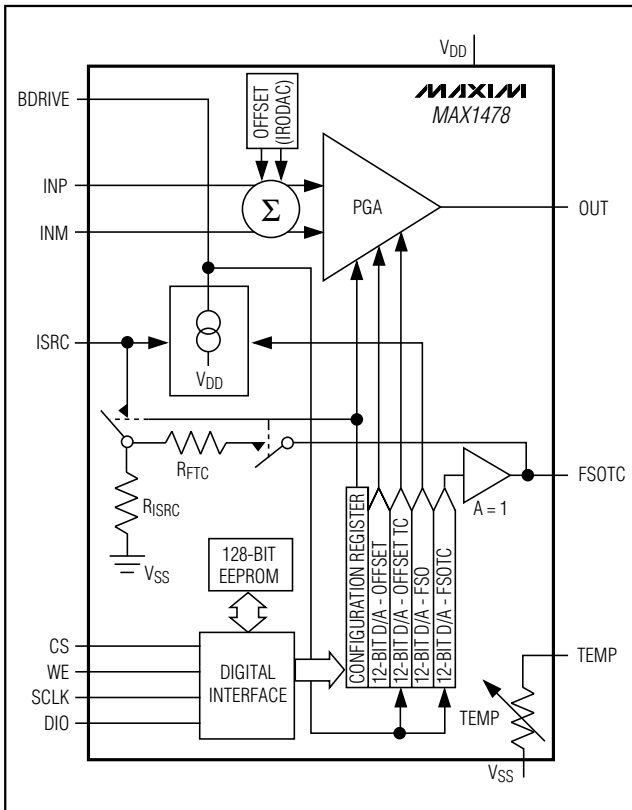 VDD
MAXIM
MAX1478
BDRIVE
OFFSET
(IRODAC)
INP
INM
Σ
PGA
OUT
ISRC
VDD
RFTC
RISRC
VSS
A = 1
FSOTC
128-BIT
EEPROM
CONFIGURATION REGISTER
12-BIT D/A - OFFSET
12-BIT D/A - OFFSET TC
12-BIT D/A - FSO
12-BIT D/A - FSOTC
CS
WE
SCLK
DIO
DIGITAL
INTERFACE
TEMP
TEMP
VSS